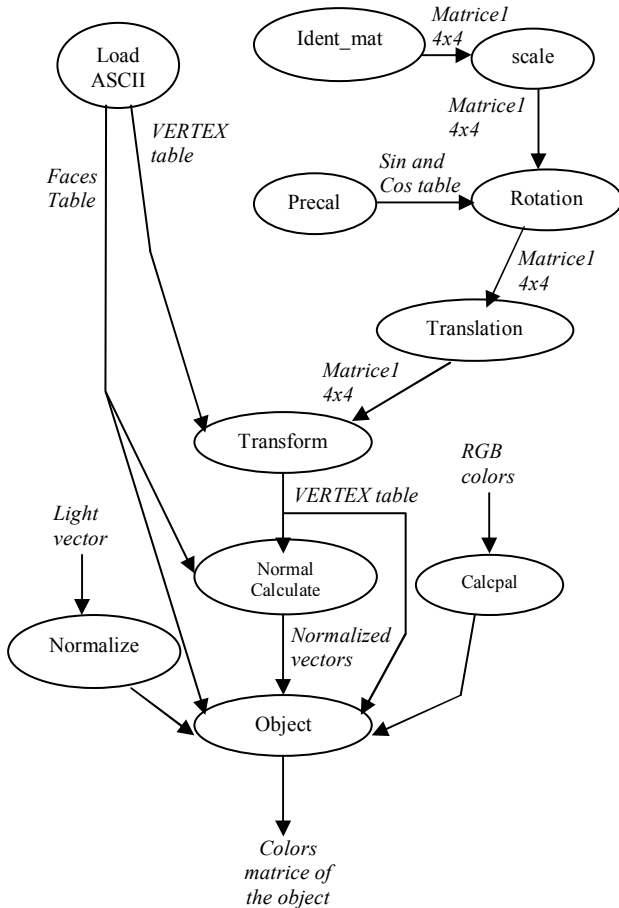 Load
ASCII
Ident_mat
Matrice1
4x4
scale
Matrice1
4x4
VERTEX
table
Faces
Table
Sin and
Cos table
Precal
Rotation
Matrice1
4x4
Translation
Matrice1
4x4
Transform
RGB
colors
VERTEX table
Light
vector
Normal
Calculate
Calcpal
Normalize
Normalized
vectors
Object
Colors
matrice of
the object